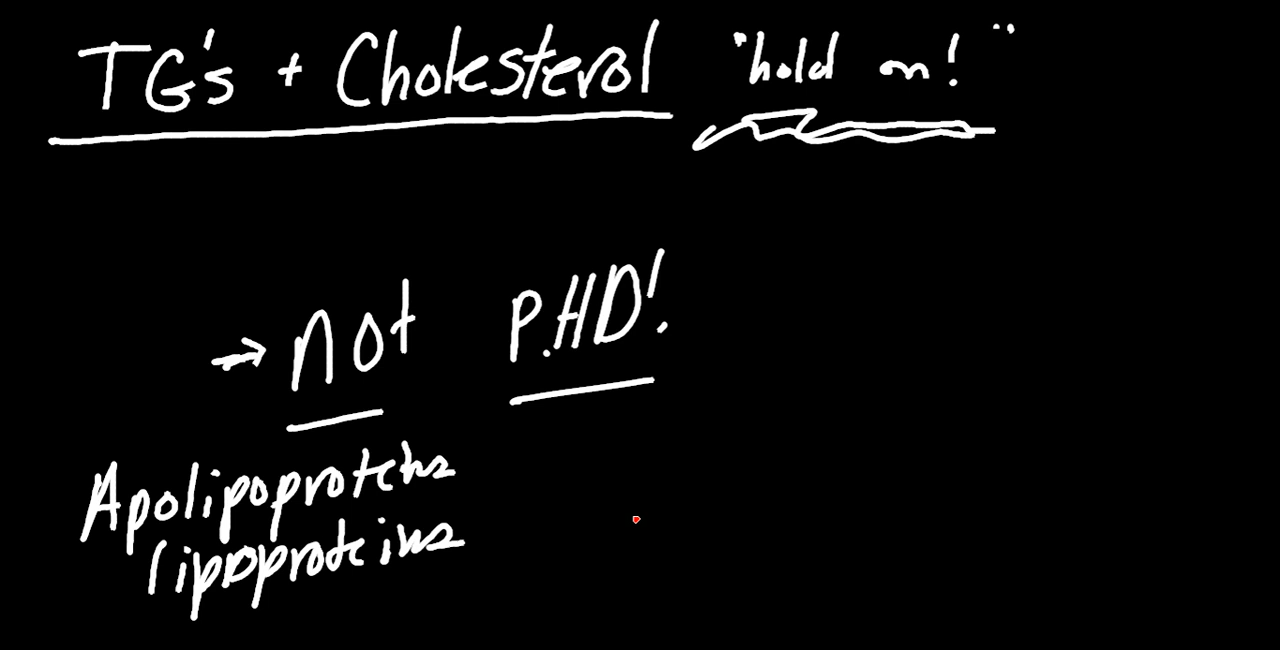 TG's + Cholesterol "hold on!"
→ not P.HD!
Apolipoproteins
lipoproteins